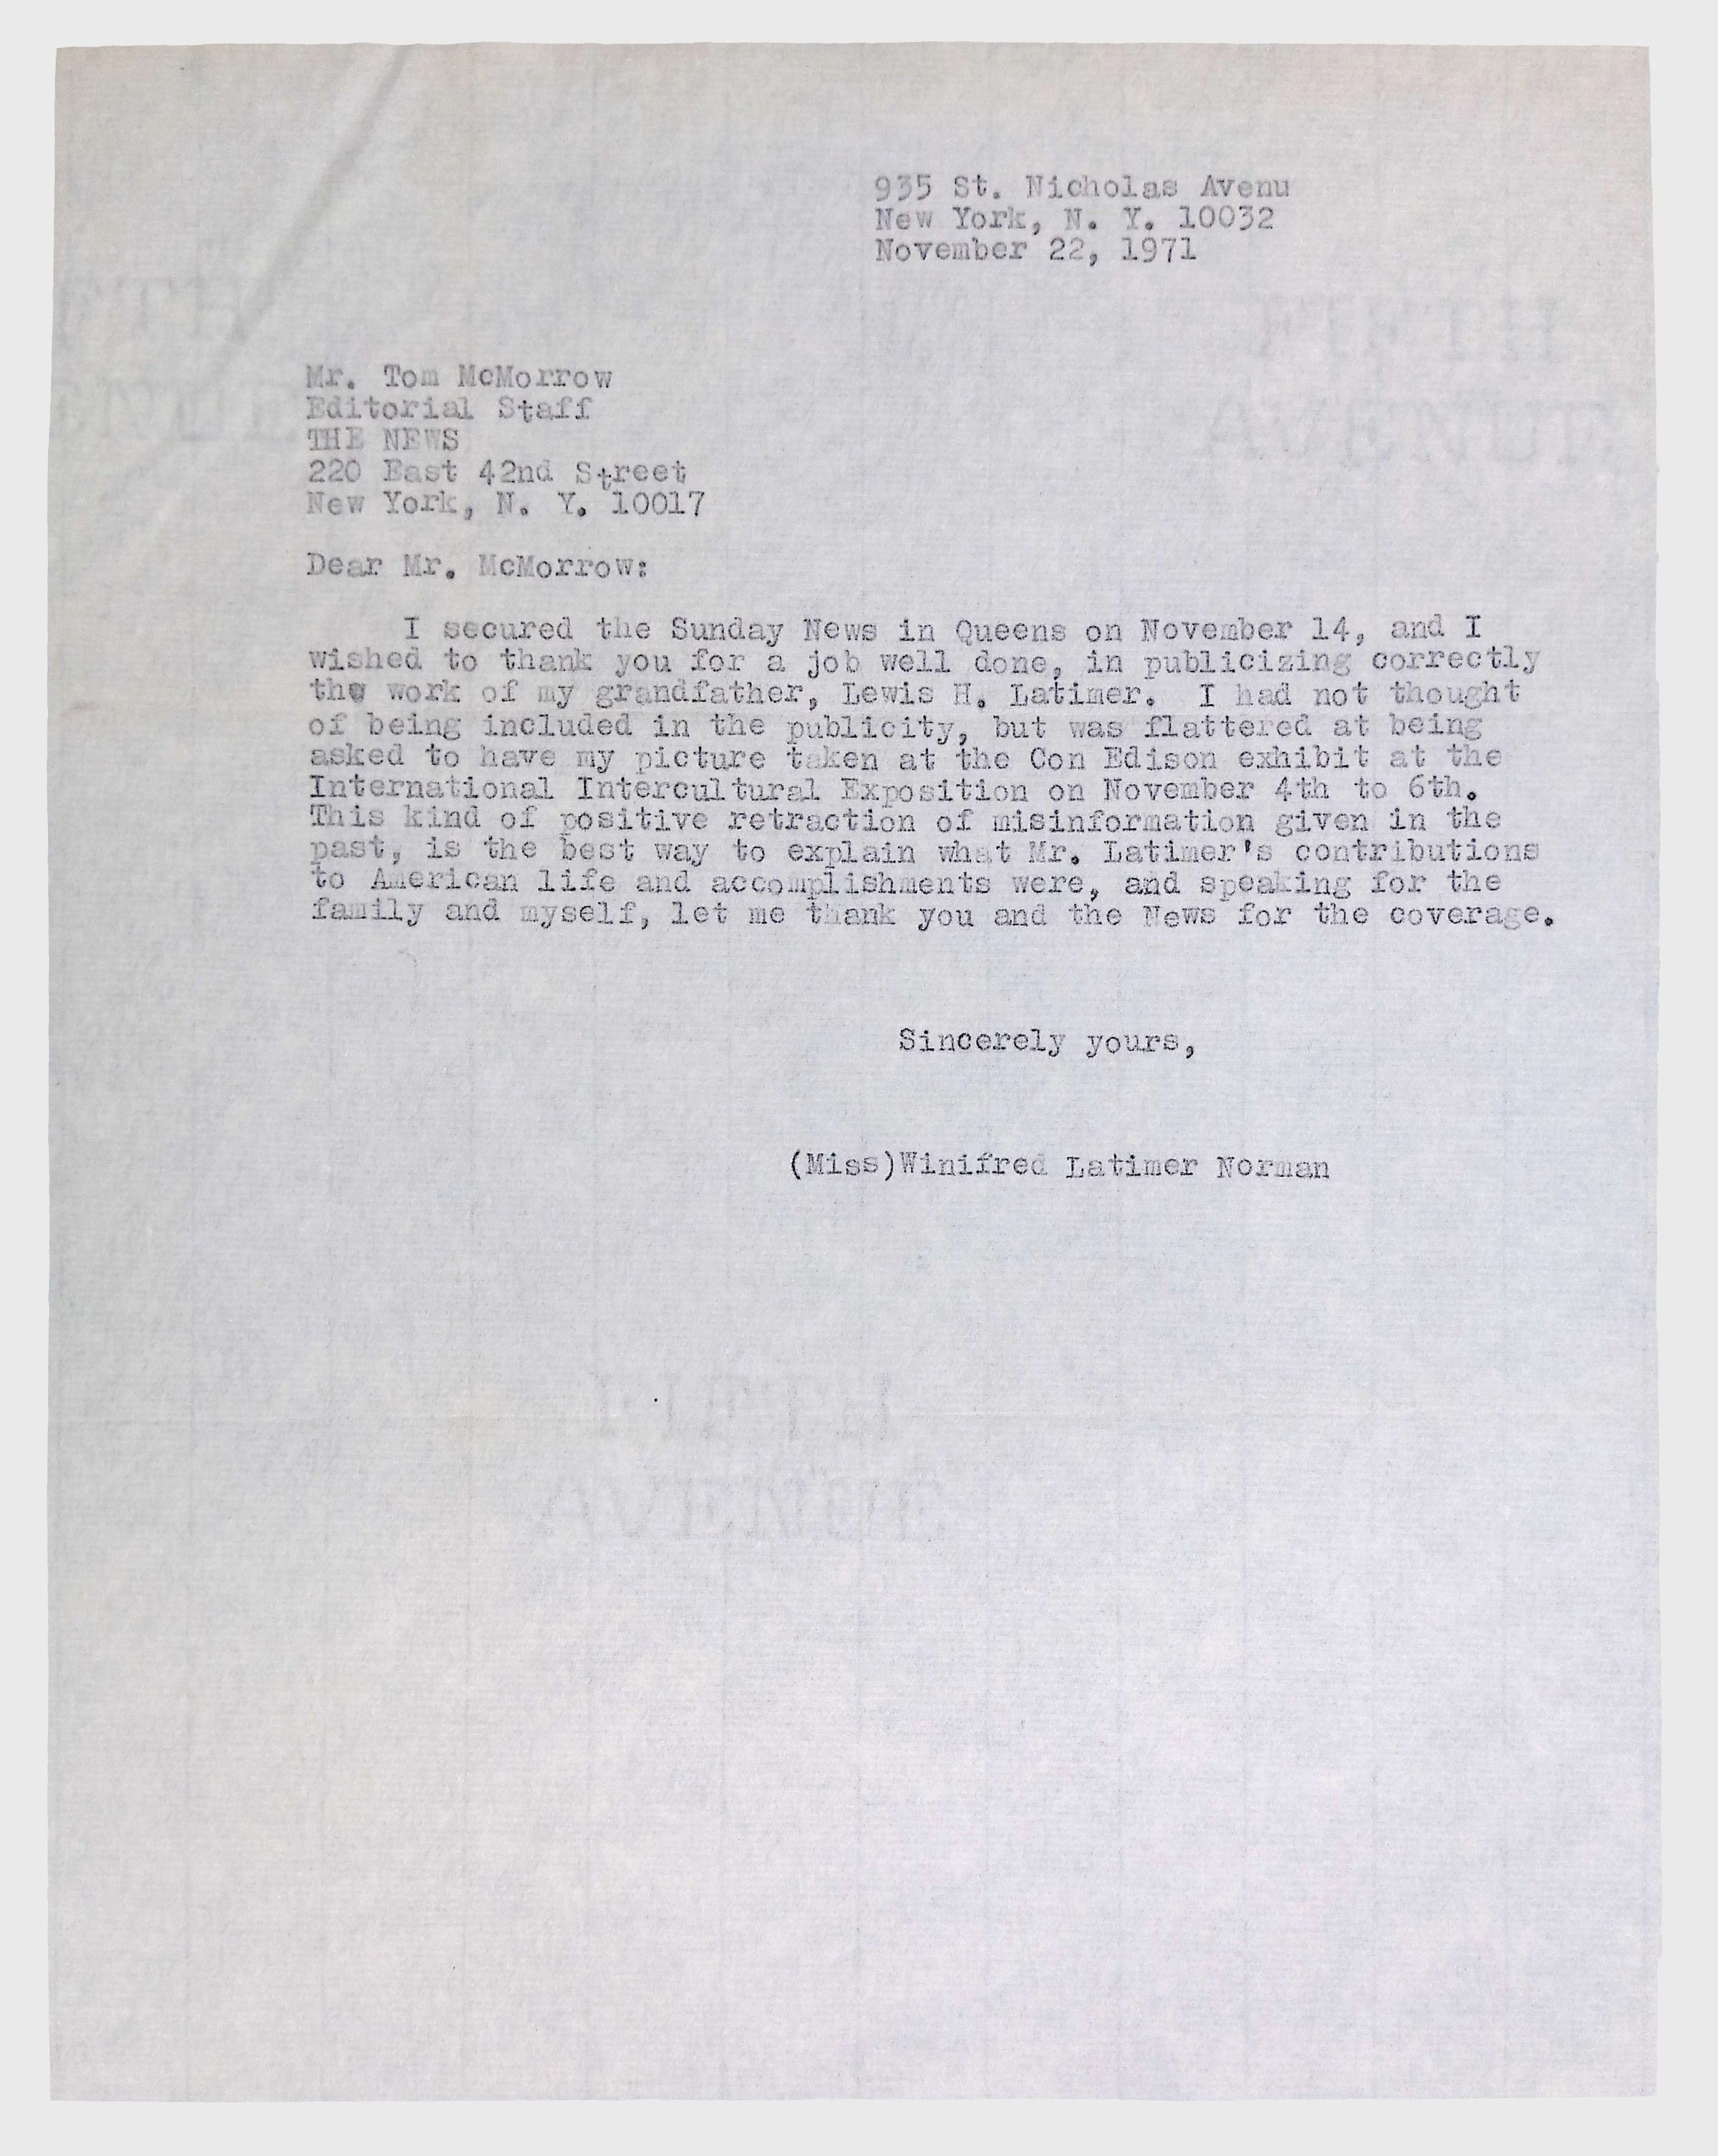 935 St. Nicholas Avenu
New York, N. Y. 10032
November 22, 1971
FTH
ENUE
FIFTH
AVENUE
Mr. Tom McMorrow
Editorial Staff
THE NEWS
220 East 42nd Street
New York, N. Y. 10017
Dear Mr. McMorrow:
I secured the Sunday News in Queens on November 14, and I
wished to thank you for a job well done, in publicizing correctly
the work of my grandfather, Lewis H. Latimer. I had not thought
of being included in the publicity, but was flattered at being
asked to have my picture taken at the Con Edison exhibit at the
International Intercultural Exposition on November 4th to 6th.
This kind of positive retraction of misinformation given in the
past, is the best way to explain what Mr. Latimer's contributions
to American life and accomplishments were, and speaking for the
family and myself, let me thank you and the News for the coverage.
Sincerely yours,
(Miss)Winifred Latimer Norman
FIFTH
AVENUE